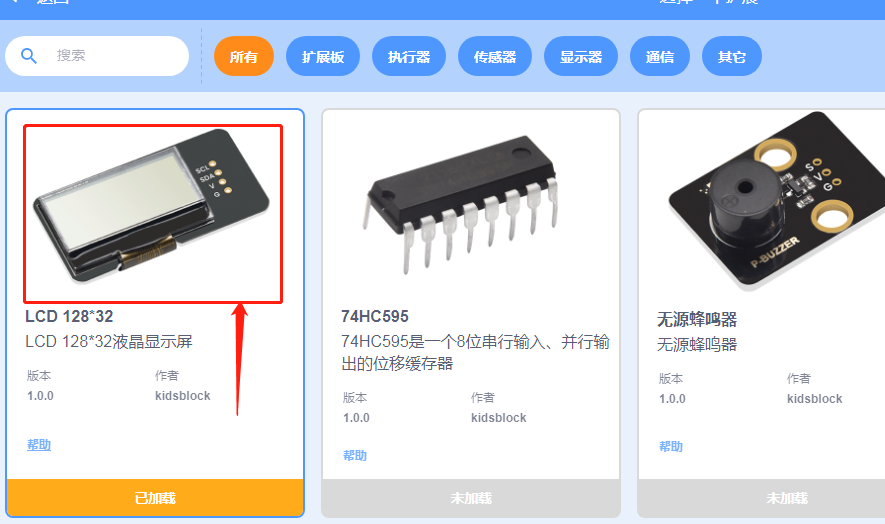 搜索
所有
扩展板
执行器
传感器
显示器
通信
其它
SCL
SDA
V
G
S
V
G
P-BUZZER
LCD 128*32
LCD 128*32液晶显示屏
版本
作者
1.0.0
kidsblock
帮助
已加载
74HC595
74HC595是一个8位串行输入、并行输
出的位移缓存器
版本
作者
1.0.0
kidsblock
帮助
未加载
无源蜂鸣器
无源蜂鸣器
版本
作者
1.0.0
kidsblock
帮助
未加载